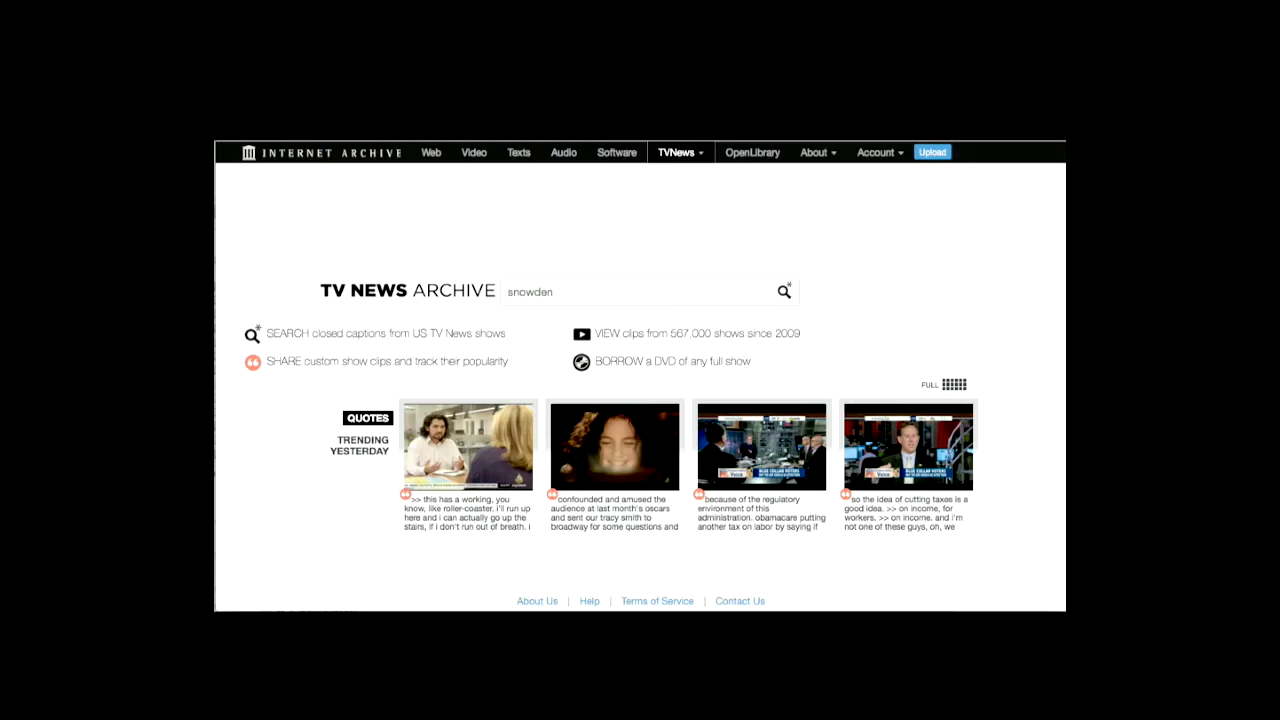 INTERNET ARCHIVE Web Video Texts Audio Software TVNews OpenLibrary About Account Upload
TV NEWS ARCHIVE snowden
SEARCH closed captions from US TV News shows
VIEW clips from 567,000 shows since 2009
SHARE custom show clips and track their popularity
BORROW a DVD of any full show
FULL
QUOTES
TRENDING
YESTERDAY
>> this has a working, you
know, like roller-coaster. i'll run up
here and i can actually go up the
stairs, if i don't run out of breath. i
confounded and amused the
audience at last month's oscars
and sent our tracy smith to
broadway for some questions and
because of the regulatory
environment of this
administration. obamacare putting
another tax on labor by saying if
so the idea of cutting taxes is a
good idea. >> on income, for
workers. >> on income. and i'm
not one of these guys, oh, we
BLUE COLLAR VOTERS
BLUE COLLAR VOTERS
About Us | Help | Terms of Service | Contact Us